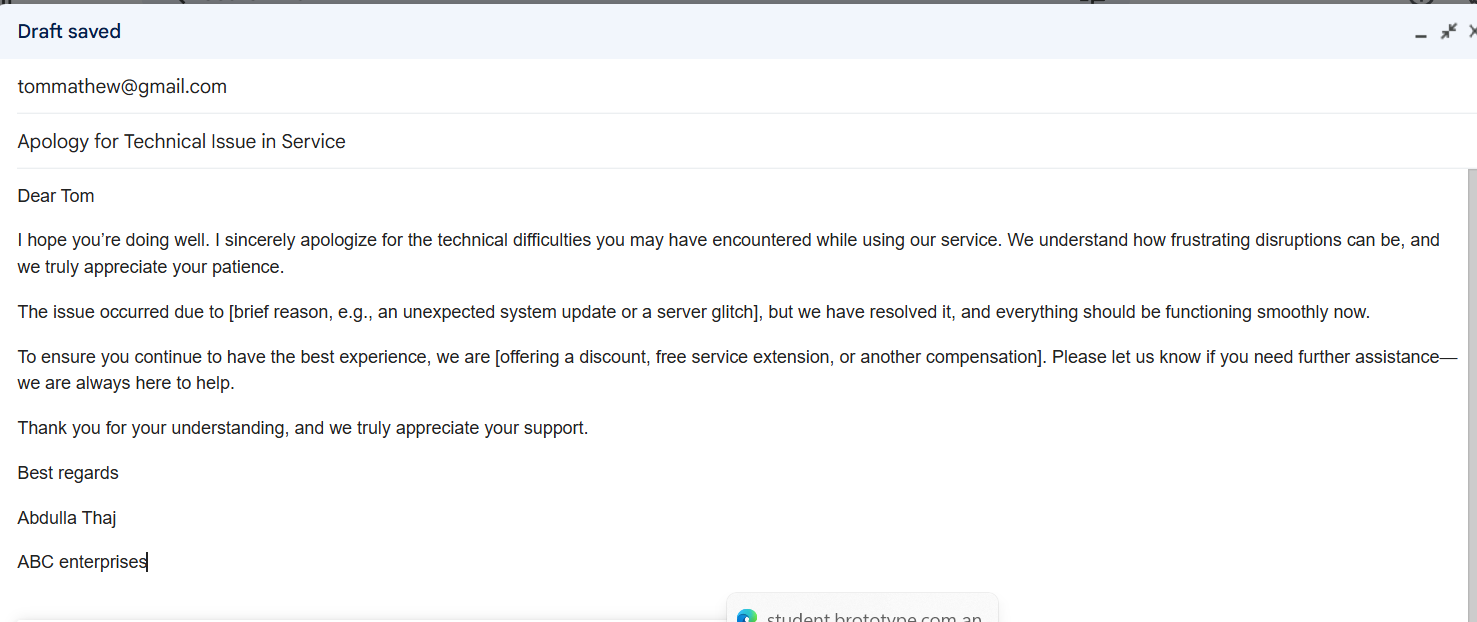 Draft saved
tommathew@gmail.com
Apology for Technical Issue in Service
Dear Tom
I hope you’re doing well. I sincerely apologize for the technical difficulties you may have encountered while using our service. We understand how frustrating disruptions can be, and
we truly appreciate your patience.
The issue occurred due to [brief reason, e.g., an unexpected system update or a server glitch], but we have resolved it, and everything should be functioning smoothly now.
To ensure you continue to have the best experience, we are [offering a discount, free service extension, or another compensation]. Please let us know if you need further assistance—
we are always here to help.
Thank you for your understanding, and we truly appreciate your support.
Best regards
Abdulla Thaj
ABC enterprises
student.brototype.com an